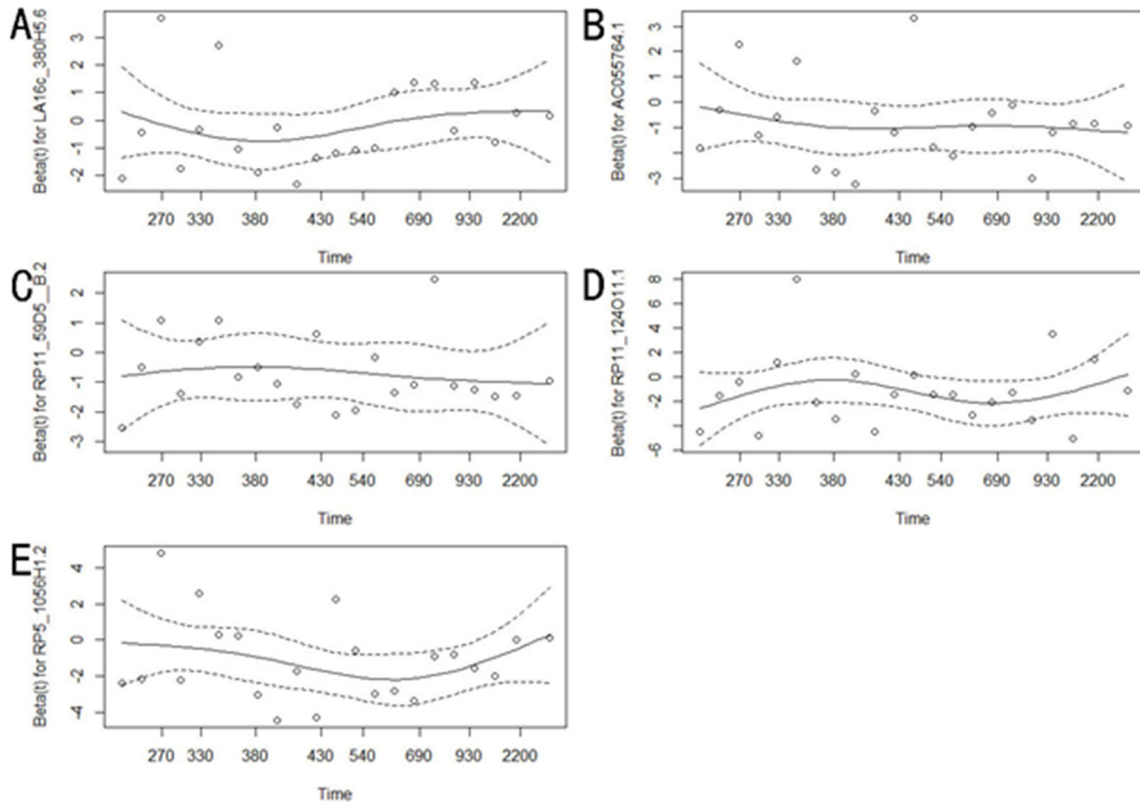 A
Beta(t) for LA16c_380H5.6
3
2
1
0
-1
-2
270 330 380 430 540 690 930 2200
Time
B
Beta(t) for AC055764.1
3
2
1
0
-1
-3
270 330 380 430 540 690 930 2200
Time
C
Beta(t) for RP11_59D5__B.2
2
1
0
-1
-2
-3
270 330 380 430 540 690 930 2200
Time
D
Beta(t) for RP11_124O11.1
8
6
4
2
0
-2
-6
270 330 380 430 540 690 930 2200
Time
E
Beta(t) for RP5_1056H1.2
4
2
0
-2
-4
270 330 380 430 540 690 930 2200
Time